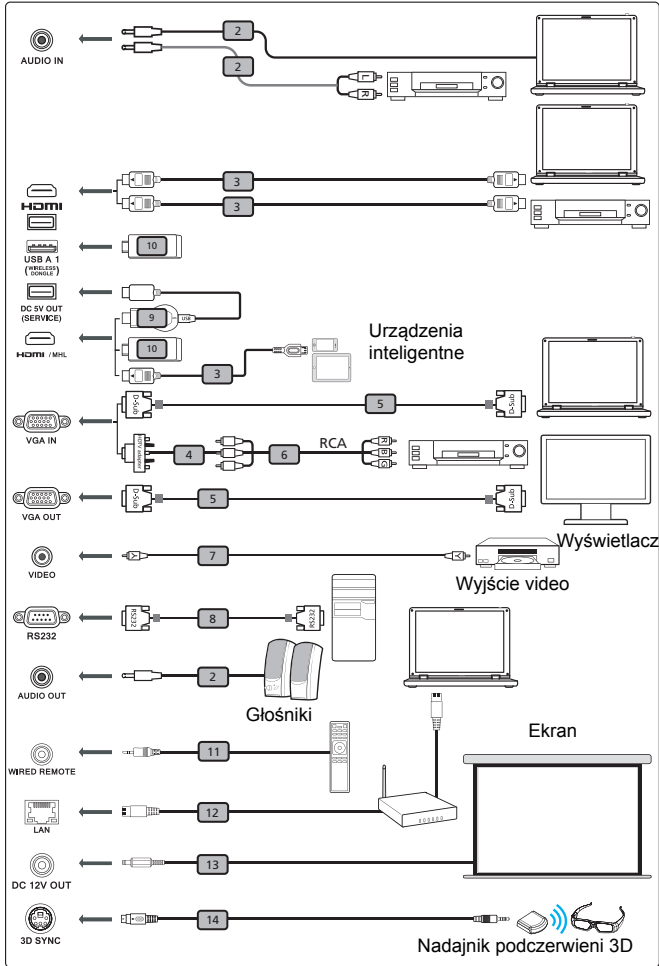 AUDIO IN
2
2
L
R
HDMI
3
3
USB A 1
(WIRELESS
DONGLE)
10
DC 5V OUT
(SERVICE)
9
USB
HDMI / MHL
10
3
Urządzenia
inteligentne
VGA IN
D-Sub
5
D-Sub
HDTV adapter
4
6
RCA
R
B
G
VGA OUT
D-Sub
5
D-Sub
Wyświetlacz
VIDEO
Y
7
Y
Wyjście video
RS232
RS232
8
RS232
AUDIO OUT
2
Głośniki
WIRED REMOTE
11
Ekran
LAN
12
DC 12V OUT
13
3D SYNC
14
Nadajnik podczerwieni 3D